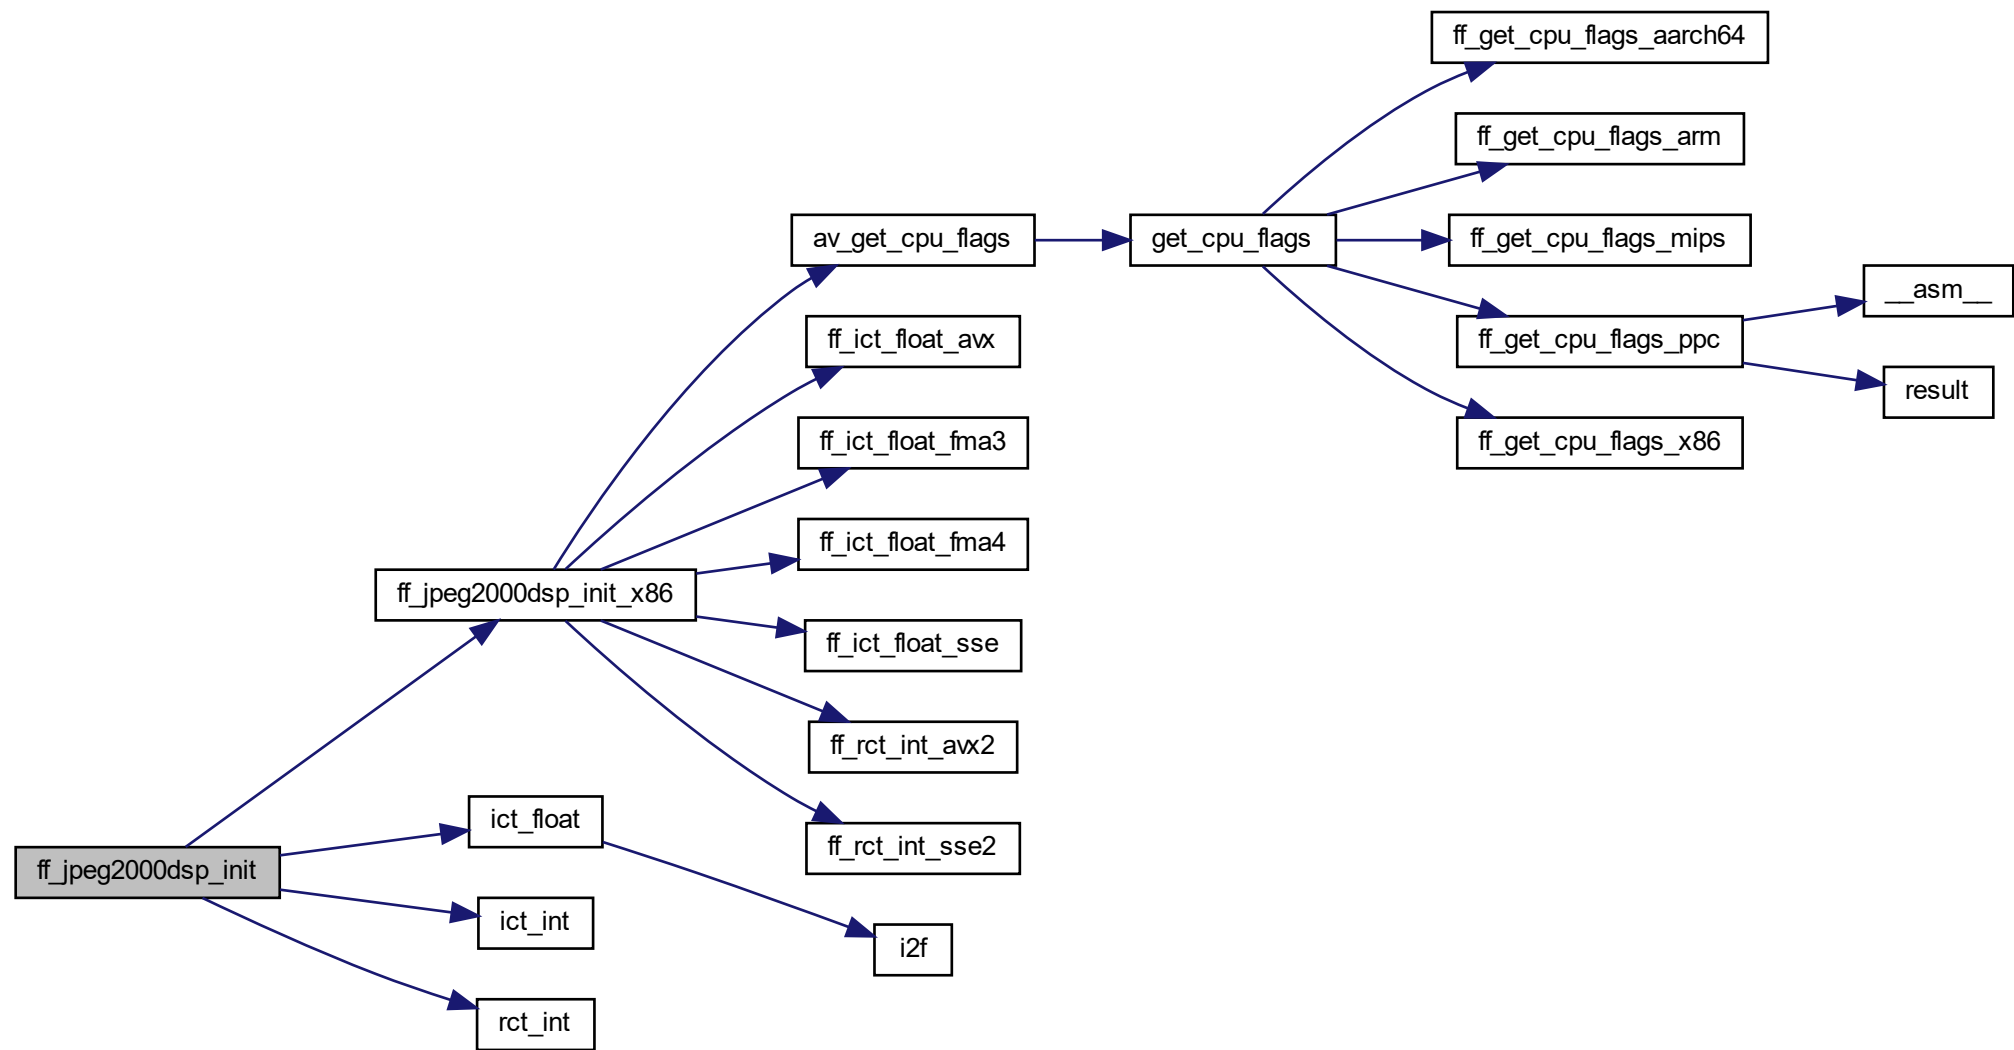 ff_get_cpu_flags_aarch64
ff_get_cpu_flags_arm
av_get_cpu_flags
get_cpu_flags
ff_get_cpu_flags_mips
__asm__
ff_ict_float_avx
ff_get_cpu_flags_ppc
result
ff_ict_float_fma3
ff_get_cpu_flags_x86
ff_ict_float_fma4
ff_jpeg2000dsp_init_x86
ff_ict_float_sse
ff_rct_int_avx2
ict_float
ff_rct_int_sse2
ff_jpeg2000dsp_init
ict_int
i2f
rct_int